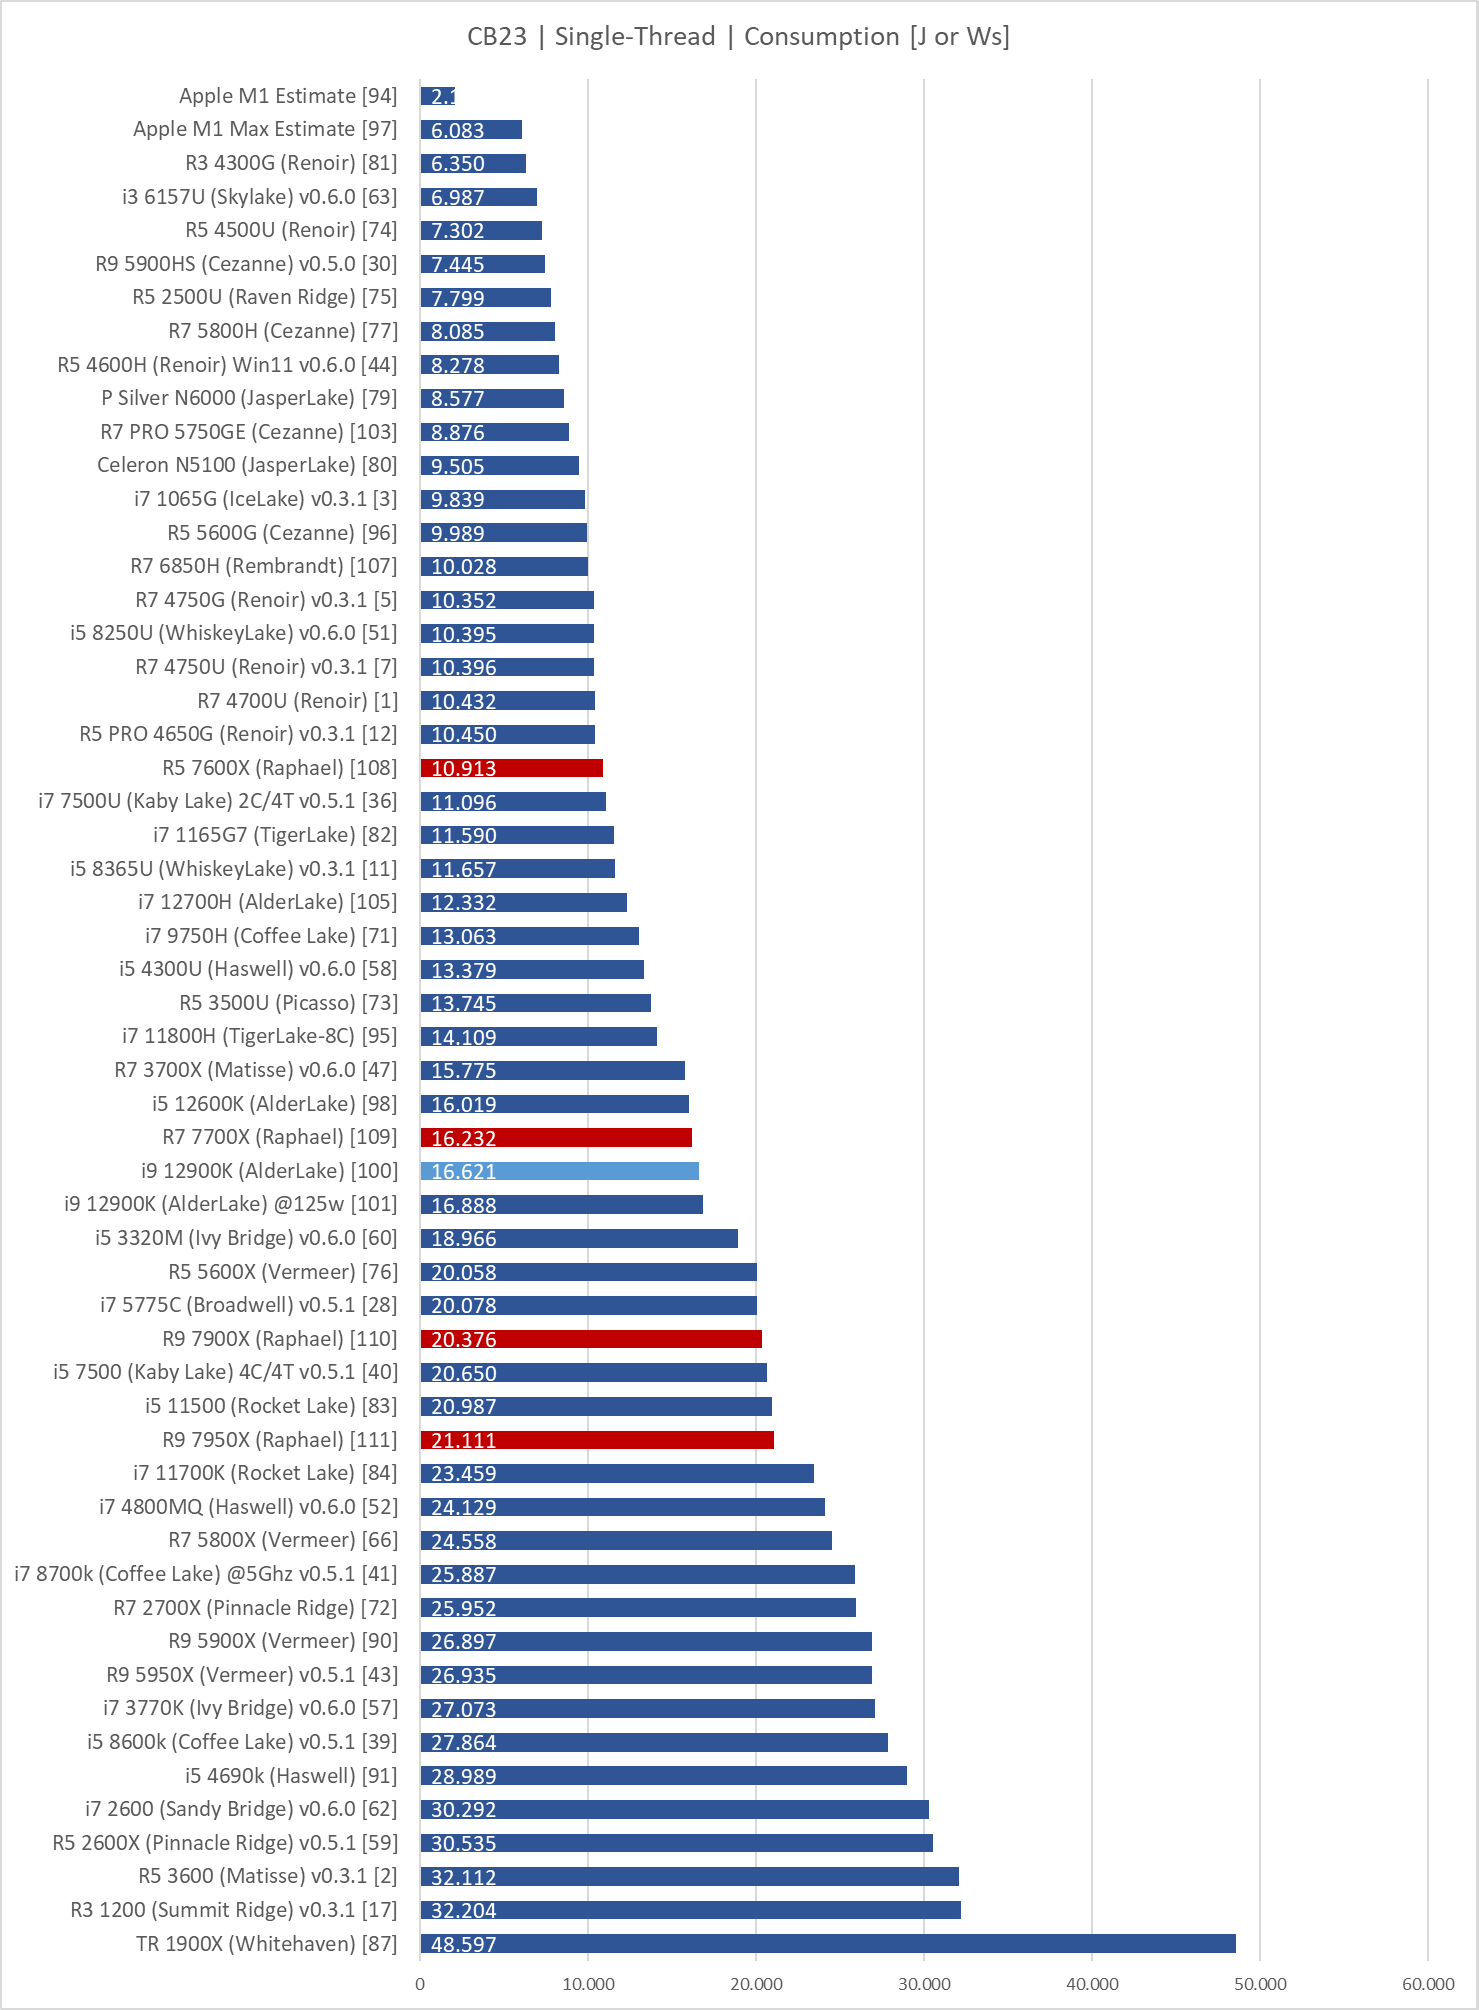 CB23 | Single-Thread | Consumption [J or Ws]
Apple M1 Estimate [94]
Apple M1 Max Estimate [97] 6.083
R3 4300G (Renoir) [81] 6.350
i3 6157U (Skylake) v0.6.0 [63] 6.987
R5 4500U (Renoir) [74] 7.302
R9 5900HS (Cezanne) v0.5.0 [30] 7.445
R5 2500U (Raven Ridge) [75] 7.799
R7 5800H (Cezanne) [77] 8.085
R5 4600H (Renoir) Win11 v0.6.0 [44] 8.278
P Silver N6000 (JasperLake) [79] 8.577
R7 PRO 5750GE (Cezanne) [103] 8.876
Celeron N5100 (JasperLake) [80] 9.505
i7 1065G (IceLake) v0.3.1 [3] 9.839
R5 5600G (Cezanne) [96] 9.989
R7 6850H (Rembrandt) [107] 10.028
R7 4750G (Renoir) v0.3.1 [5] 10.352
i5 8250U (WhiskeyLake) v0.6.0 [51] 10.395
R7 4750U (Renoir) v0.3.1 [7] 10.396
R7 4700U (Renoir) [1] 10.432
R5 PRO 4650G (Renoir) v0.3.1 [12] 10.450
R5 7600X (Raphael) [108] 10.913
i7 7500U (Kaby Lake) 2C/4T v0.5.1 [36] 11.096
i7 1165G7 (TigerLake) [82] 11.590
i5 8365U (WhiskeyLake) v0.3.1 [11] 11.657
i7 12700H (AlderLake) [105] 12.332
i7 9750H (Coffee Lake) [71] 13.063
i5 4300U (Haswell) v0.6.0 [58] 13.379
R5 3500U (Picasso) [73] 13.745
i7 11800H (TigerLake-8C) [95] 14.109
R7 3700X (Matisse) v0.6.0 [47] 15.775
i5 12600K (AlderLake) [98] 16.019
R7 7700X (Raphael) [109] 16.232
i9 12900K (AlderLake) [100] 16.621
i9 12900K (AlderLake) @125w [101] 16.888
i5 3320M (Ivy Bridge) v0.6.0 [60] 18.966
R5 5600X (Vermeer) [76] 20.058
i7 5775C (Broadwell) v0.5.1 [28] 20.078
R9 7900X (Raphael) [110] 20.376
i5 7500 (Kaby Lake) 4C/4T v0.5.1 [40] 20.650
i5 11500 (Rocket Lake) [83] 20.987
R9 7950X (Raphael) [111] 21.111
i7 11700K (Rocket Lake) [84] 23.459
i7 4800MQ (Haswell) v0.6.0 [52] 24.129
R7 5800X (Vermeer) [66] 24.558
i7 8700k (Coffee Lake) @5Ghz v0.5.1 [41] 25.887
R7 2700X (Pinnacle Ridge) [72] 25.952
R9 5900X (Vermeer) [90] 26.897
R9 5950X (Vermeer) v0.5.1 [43] 26.935
i7 3770K (Ivy Bridge) v0.6.0 [57] 27.073
i5 8600k (Coffee Lake) v0.5.1 [39] 27.864
i5 4690k (Haswell) [91] 28.989
i7 2600 (Sandy Bridge) v0.6.0 [62] 30.292
R5 2600X (Pinnacle Ridge) v0.5.1 [59] 30.535
R5 3600 (Matisse) v0.3.1 [2] 32.112
R3 1200 (Summit Ridge) v0.3.1 [17] 32.204
TR 1900X (Whitehaven) [87] 48.597
0 10.000 20.000 30.000 40.000 50.000 60.000